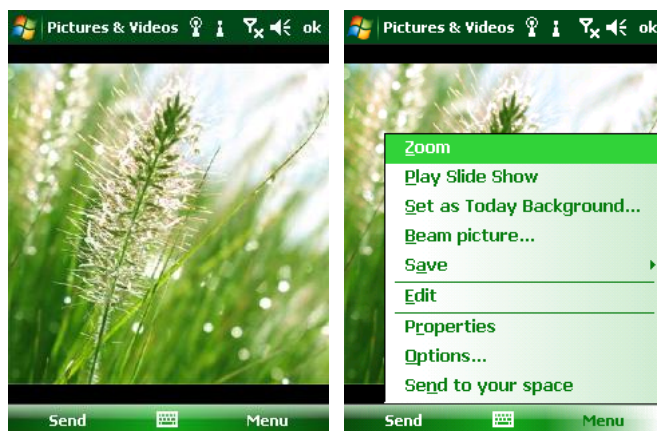 Pictures & Videos ok
Send Menu
Pictures & Videos ok
Zoom
Play Slide Show
Set as Today Background...
Beam picture...
Save
Edit
Properties
Options...
Send to your space
Send Menu